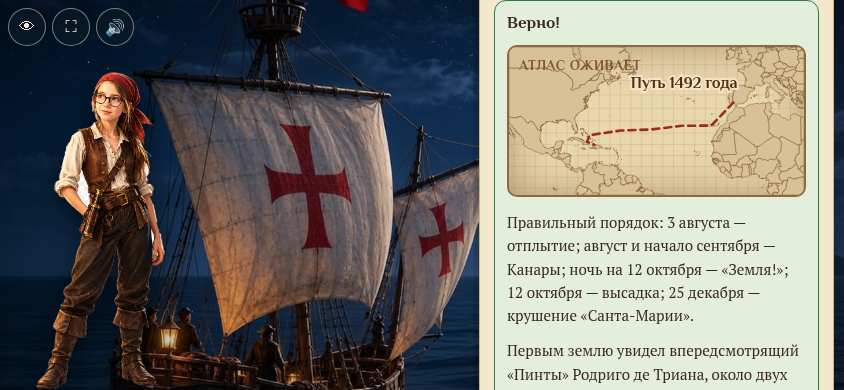 Верно!
АТЛАС ОЖИВАЕТ
Путь 1492 года
Правильный порядок: 3 августа —
отплытие; август и начало сентября —
Канары; ночь на 12 октября — «Земля!»;
12 октября — высадка; 25 декабря —
крушение «Санта-Марии».
Первым землю увидел вперёдсмотрящий
«Пинты» Родриго де Триана, около двух